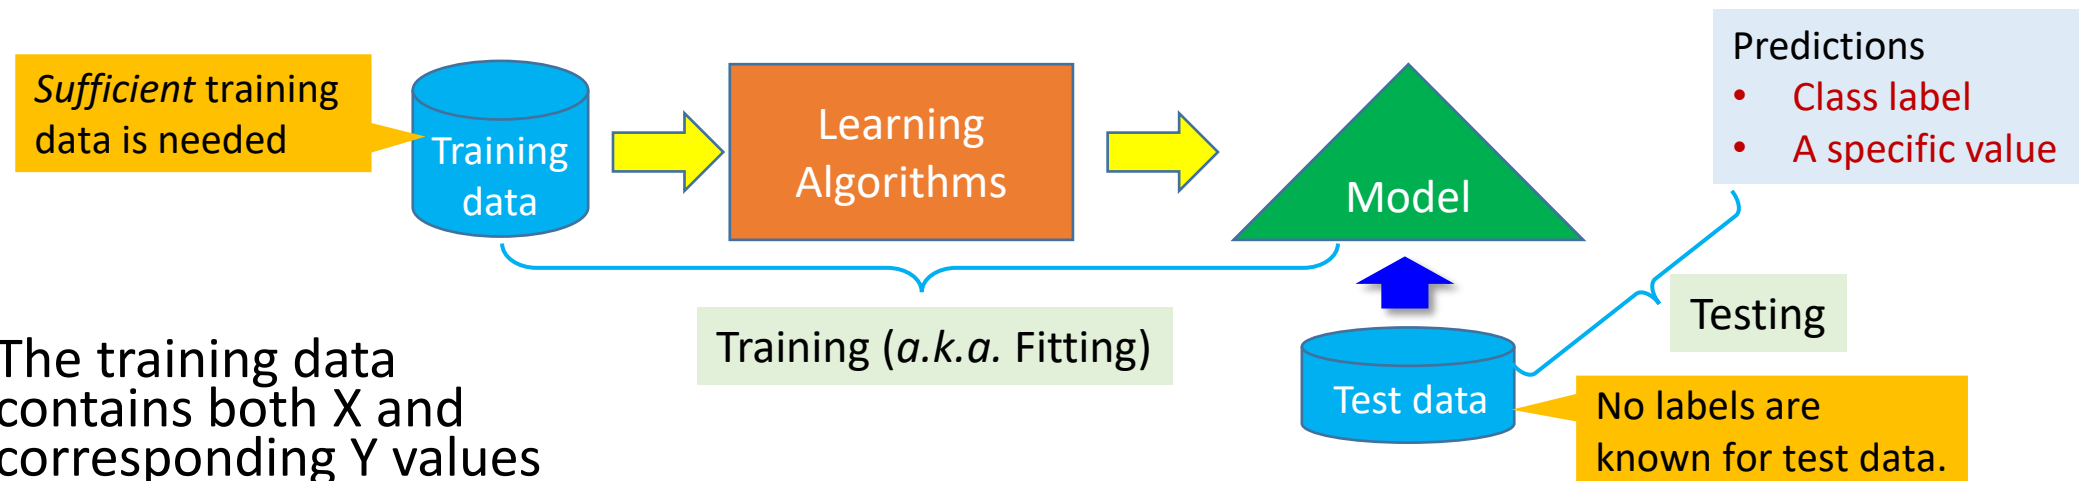 Sufficient training
data is needed
Training
data
Learning
Algorithms
Model
Predictions
• Class label
• A specific value
Training (a.k.a. Fitting)
Testing
Test data
No labels are
known for test data.
The training data
contains both X and
corresponding Y values